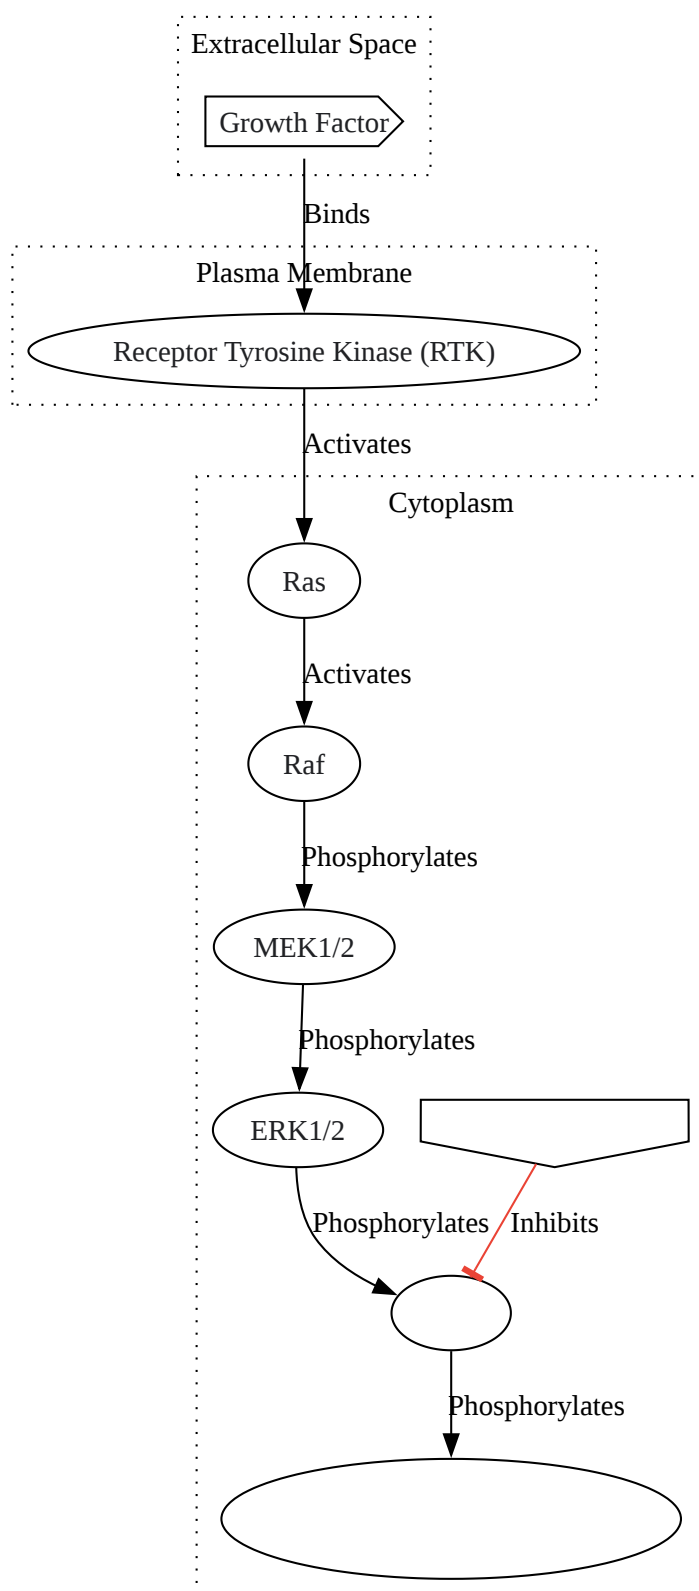 Extracellular Space
Growth Factor
Binds
Plasma Membrane
Receptor Tyrosine Kinase (RTK)
Activates
Cytoplasm
Ras
Activates
Raf
Phosphorylates
MEK1/2
Phosphorylates
ERK1/2
Phosphorylates
Inhibits
Phosphorylates